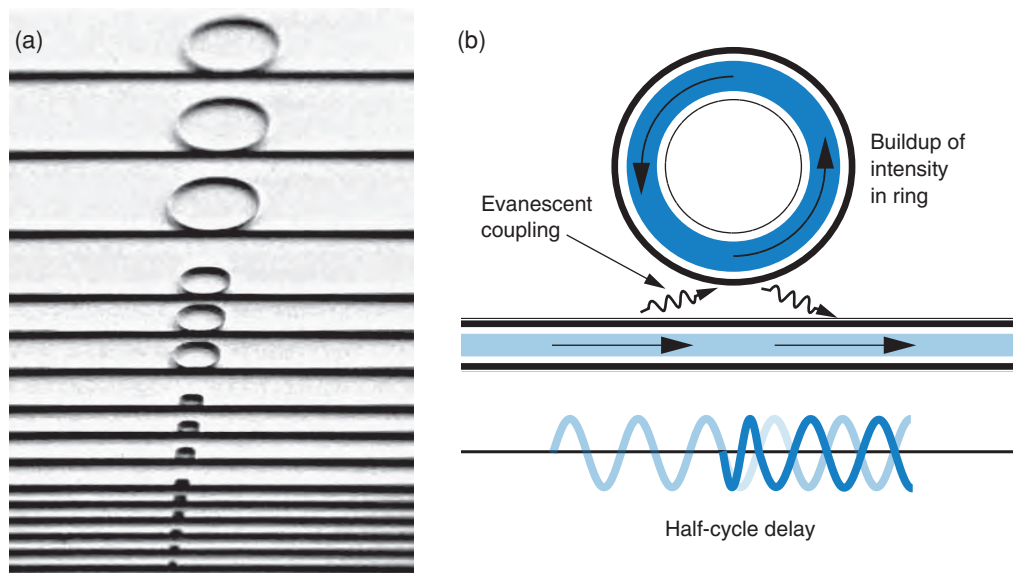 (a)
(b)
Buildup of
intensity
in ring
Evanescent
coupling
Half-cycle delay